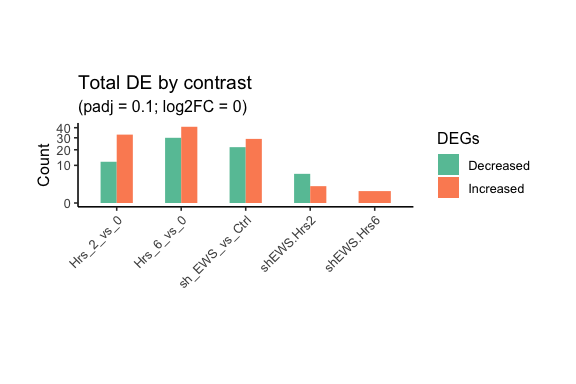 Total DE by contrast
(padj = 0.1; log2FC = 0)
Count
40
30
20
10
0
Hrs_2_vs_0
Hrs_6_vs_0
sh_EWS_vs_Ctrl
shEWS.Hrs2
shEWS.Hrs6
DEGs
Decreased
Increased